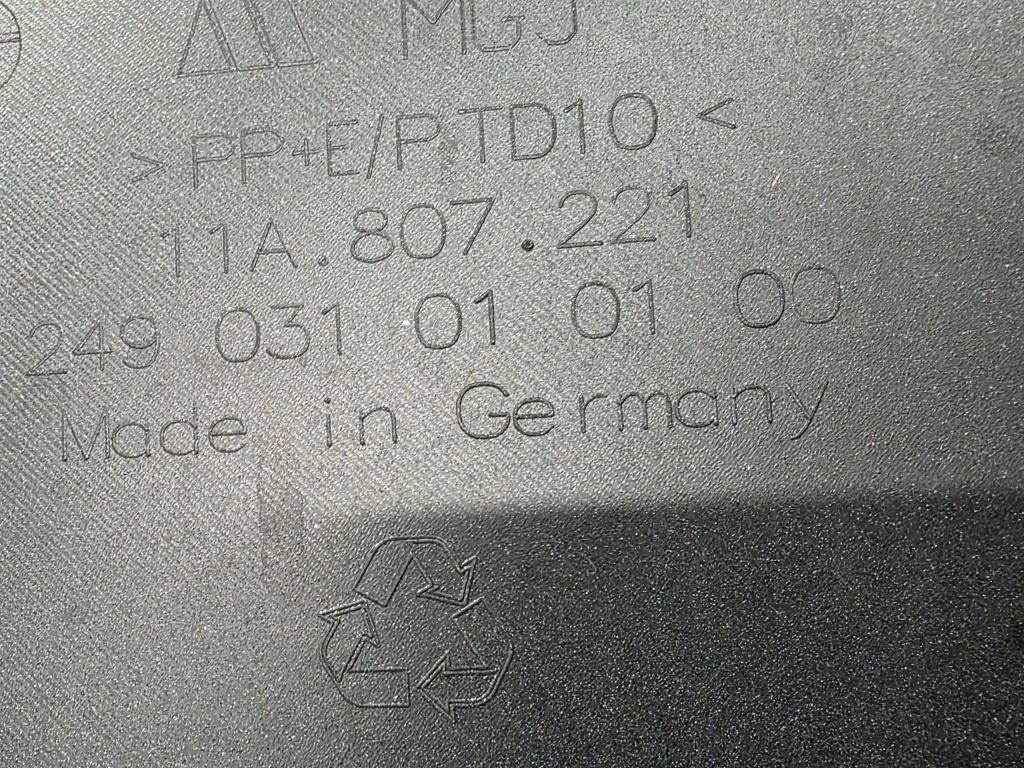 MGJ
>PP+E/P TD10<
11A.807.221
249 031 01 01 00
Made in Germany